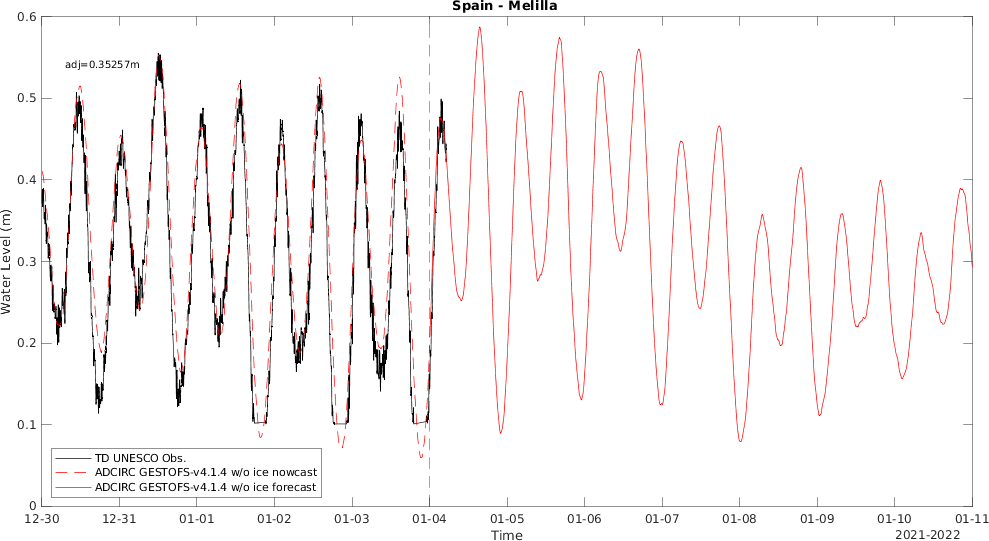 Spain - Melilla
adj=0.35257m
Water Level (m)
0.6
0.5
0.4
0.3
0.2
0.1
0
TD UNESCO Obs.
ADCIRC GESTOFS-v4.1.4 w/o ice nowcast
ADCIRC GESTOFS-v4.1.4 w/o ice forecast
12-30 12-31 01-01 01-02 01-03 01-04 01-05 01-06 01-07 01-08 01-09 01-10 01-11
Time
2021-2022